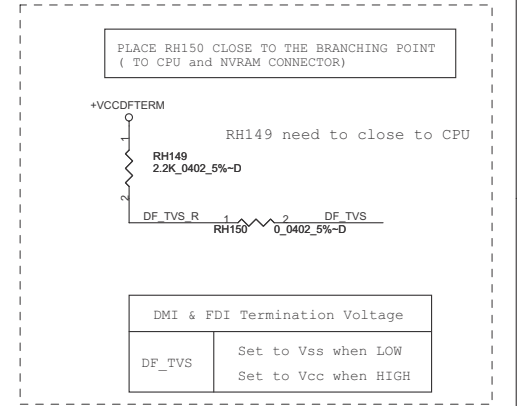 PLACE RH150 CLOSE TO THE BRANCHING POINT
( TO CPU and NVRAM CONNECTOR)
+VCCDFTERM
RH149 need to close to CPU
1
RH149
2.2K_0402_5%~D
2
DF_TVS_R 1 2 DF_TVS
RH150 0_0402_5%~D
DMI & FDI Termination Voltage
DF_TVS
Set to Vss when LOW
Set to Vcc when HIGH